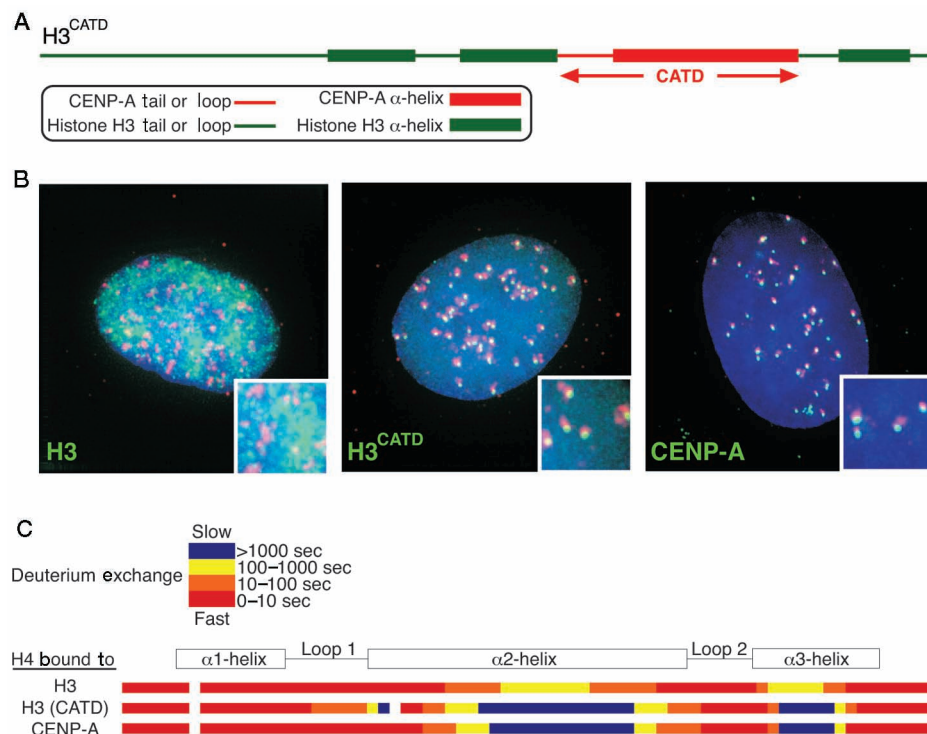 A
H3CATD
CATD
CENP-A tail or loop
CENP-A α-helix
Histone H3 tail or loop
Histone H3 α-helix
B
H3
H3CATD
CENP-A
C
Slow
Deuterium exchange
>1000 sec
100–1000 sec
10–100 sec
0–10 sec
Fast
H4 bound to
α1-helix
Loop 1
α2-helix
Loop 2
α3-helix
H3
H3 (CATD)
CENP-A